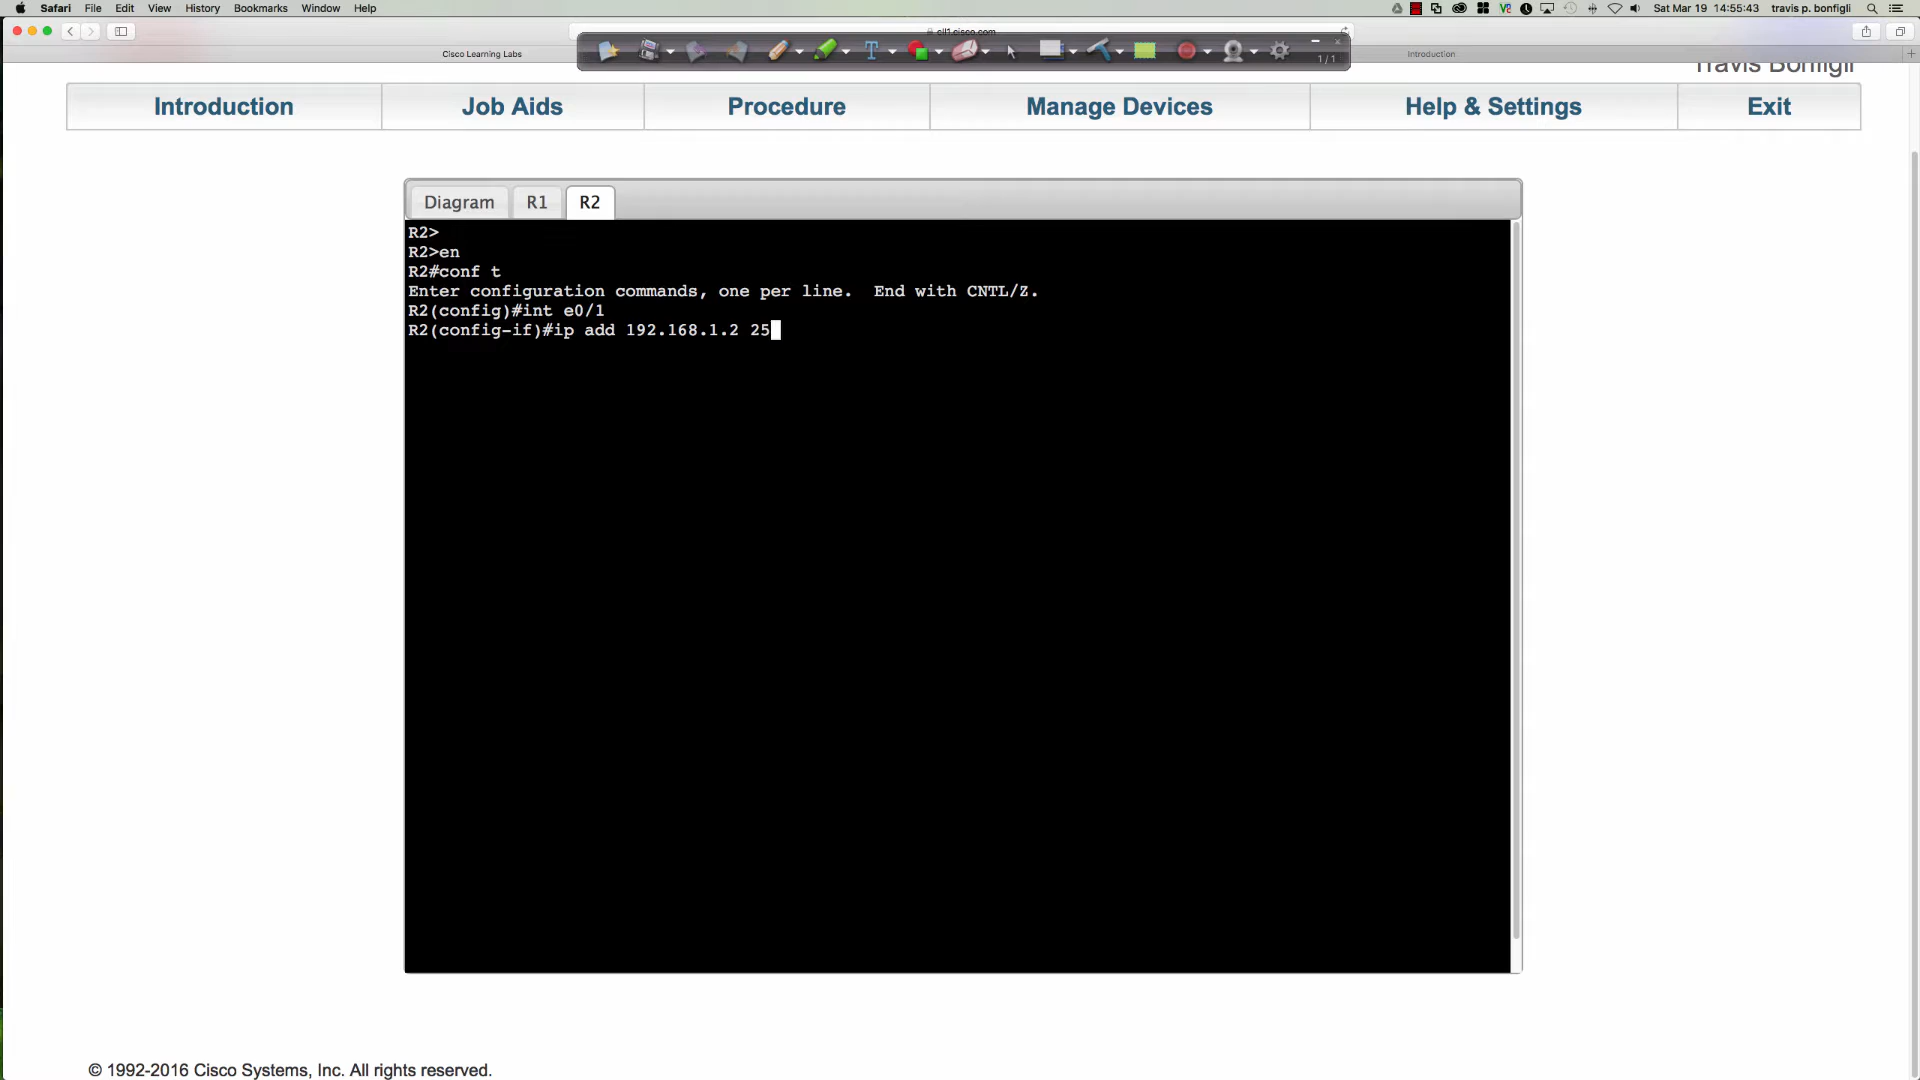 Safari File Edit View History Bookmarks Window Help Sat Mar 19 14:55:43 travis p. bonfigli
cll1.cisco.com
Cisco Learning Labs Introduction
1/1
Travis Bonfigli
Introduction Job Aids Procedure Manage Devices Help & Settings Exit
Diagram R1 R2
R2>
R2>en
R2#conf t
Enter configuration commands, one per line.  End with CNTL/Z.
R2(config)#int e0/1
R2(config-if)#ip add 192.168.1.2 25
© 1992-2016 Cisco Systems, Inc. All rights reserved.